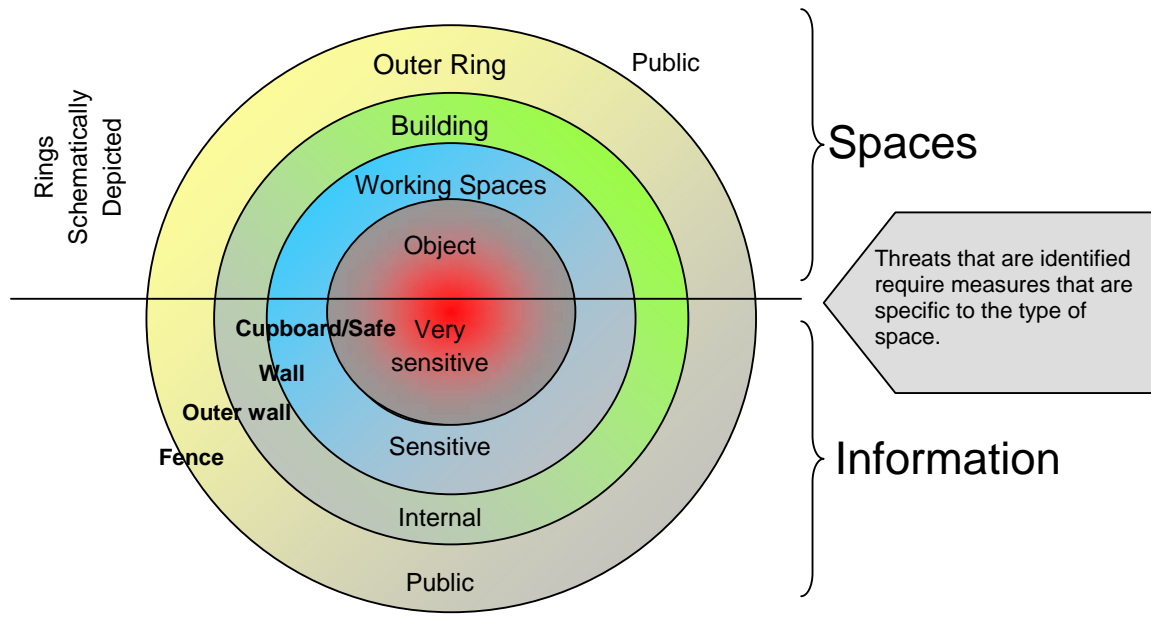 Outer Ring
Public
Building
Rings
Schematically
Depicted
Spaces
Working Spaces
Object
Threats that are identified
require measures that are
specific to the type of
space.
Cupboard/Safe
Very
sensitive
Wall
Outer wall
Sensitive
Fence
Information
Internal
Public